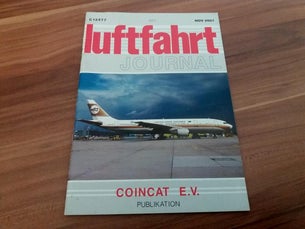 luftfahrt
JOURNAL
COINCAT E.V.
PUBLIKATION